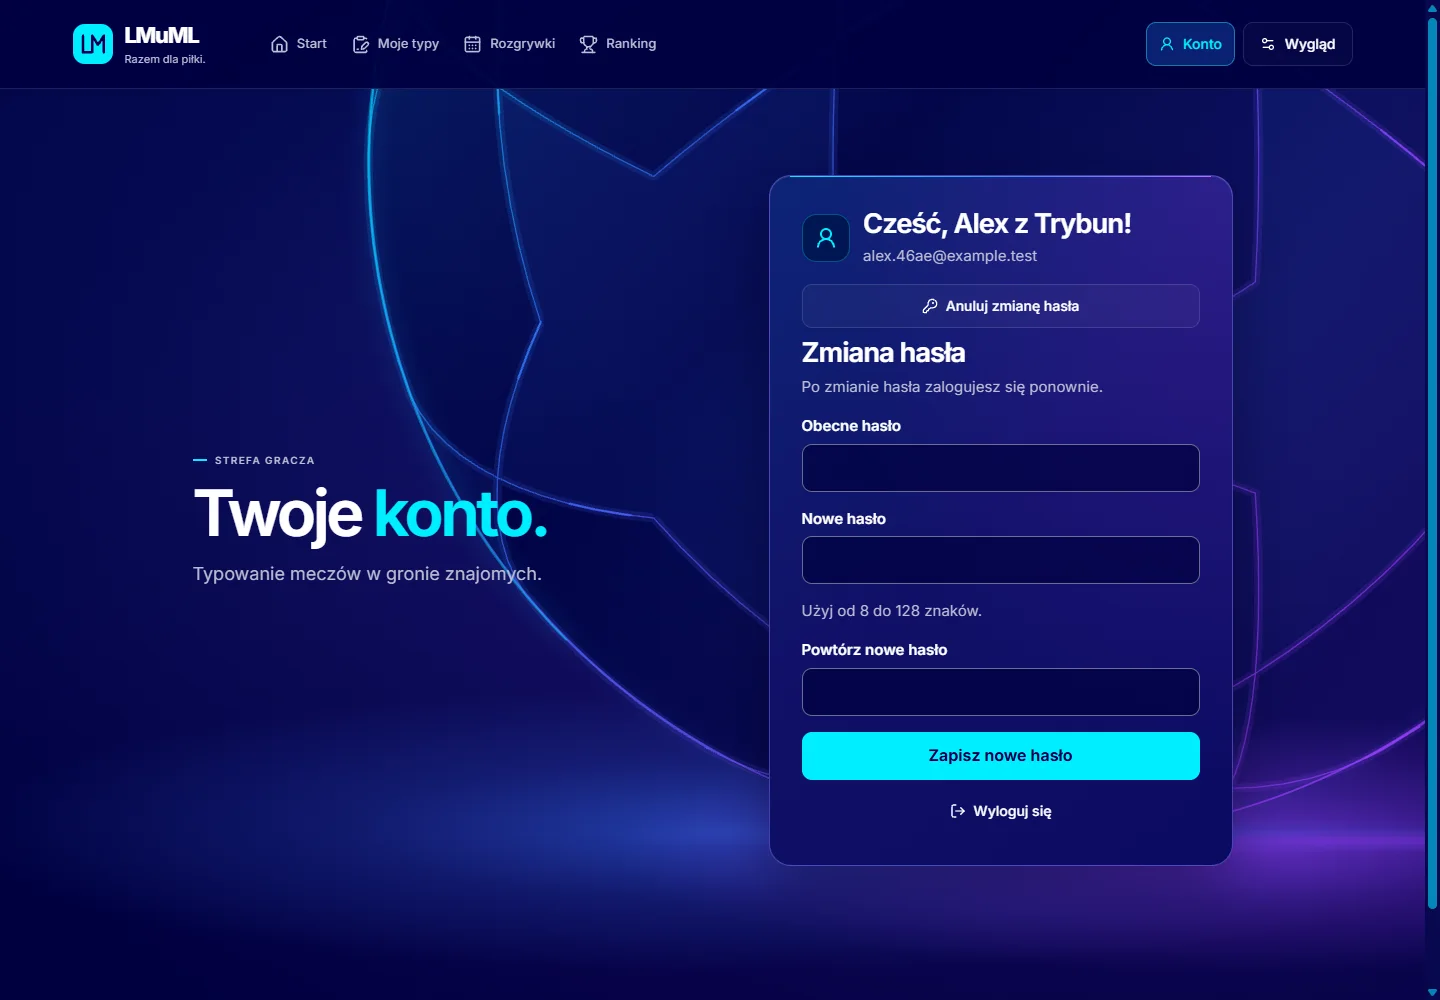 LM
LMuML
Razem dla piłki.
Start
Moje typy
Rozgrywki
Ranking
Konto
Wygląd
STREFA GRACZA
Twoje konto.
Typowanie meczów w gronie znajomych.
Cześć, Alex z Trybun!
alex.46ae@example.test
Anuluj zmianę hasła
Zmiana hasła
Po zmianie hasła zalogujesz się ponownie.
Obecne hasło
Nowe hasło
Użyj od 8 do 128 znaków.
Powtórz nowe hasło
Zapisz nowe hasło
Wyloguj się